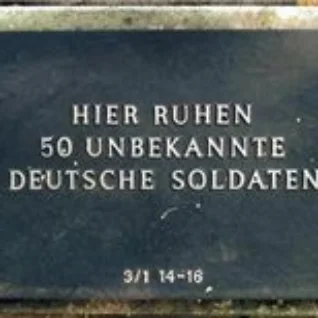 HIER RUHEN
50 UNBEKANNTE
DEUTSCHE SOLDATEN
3/1 14-16